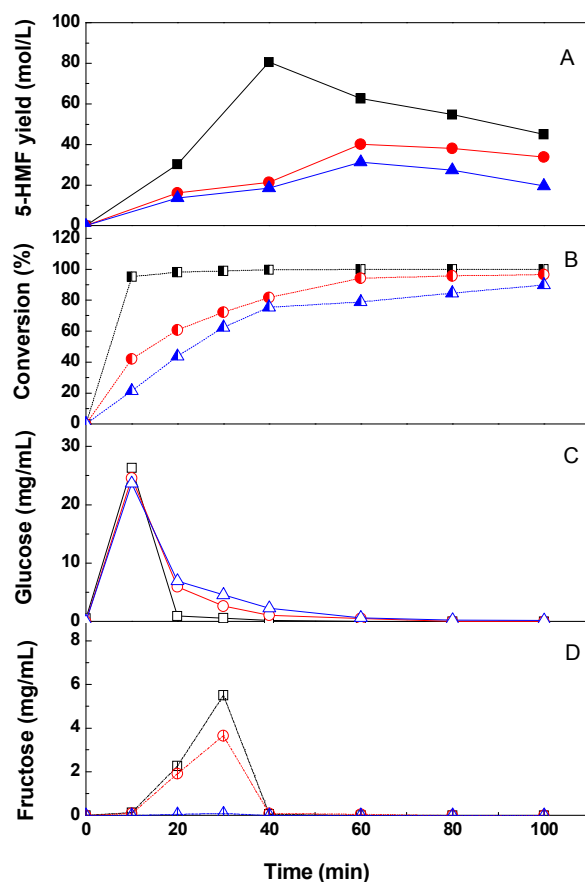 A
5-HMF yield (mol/L)
100
80
60
40
20
0
B
Conversion (%)
120
100
80
60
40
20
0
C
Glucose (mg/mL)
30
20
10
0
D
Fructose (mg/mL)
8
6
4
2
0
0 20 40 60 80 100
Time (min)